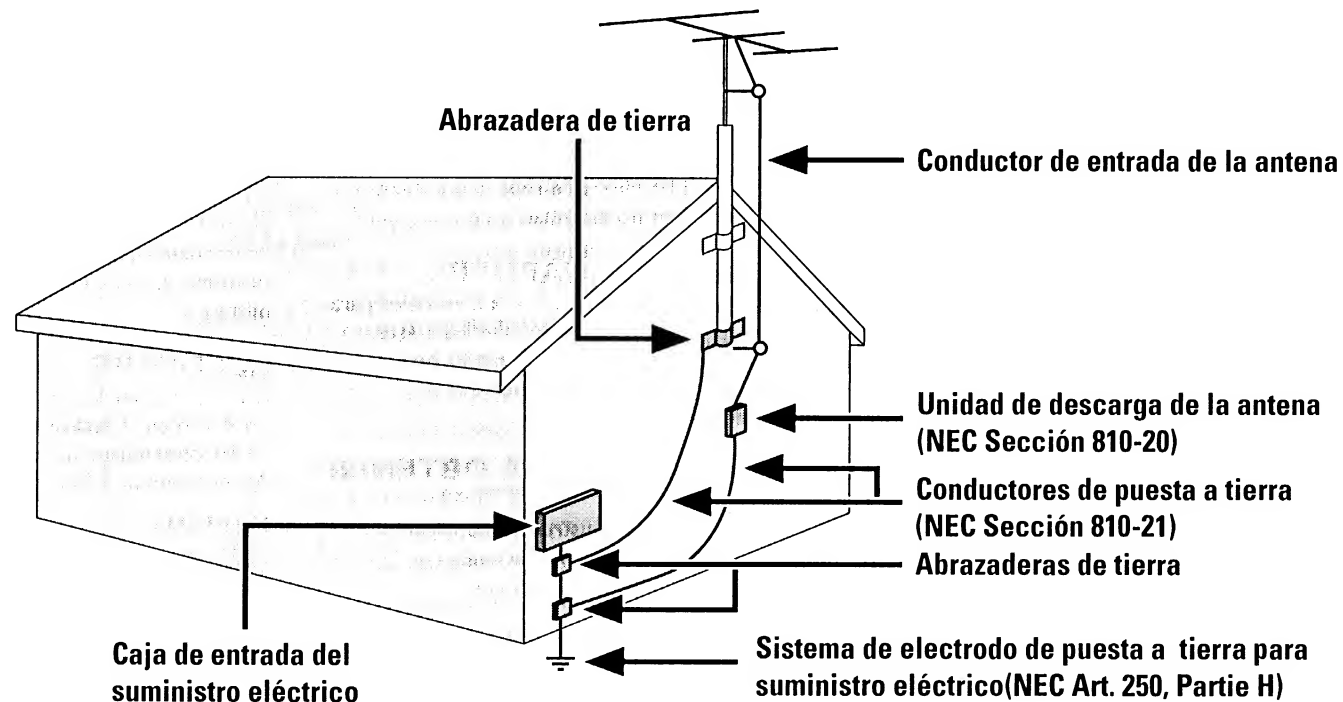 Abrazadera de tierra
Conductor de entrada de la antena
Unidad de descarga de la antena
(NEC Sección 810-20)
Conductores de puesta a tierra
(NEC Sección 810-21)
Abrazaderas de tierra
Caja de entrada del
suministro eléctrico
Sistema de electrodo de puesta a tierra para
suministro eléctrico(NEC Art. 250, Partie H)